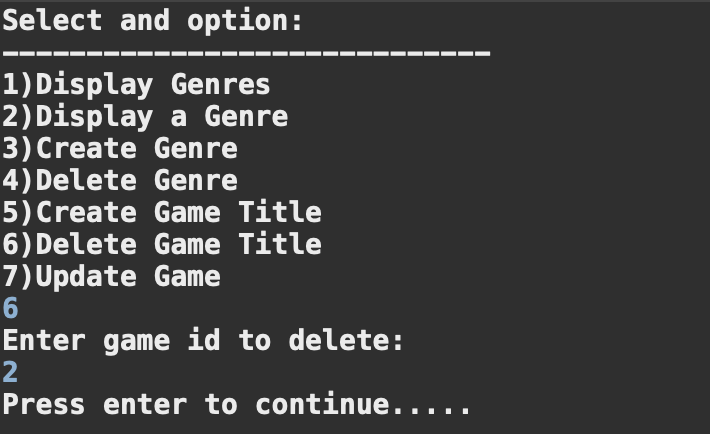 Select and option:
-----------------------------
1)Display Genres
2)Display a Genre
3)Create Genre
4)Delete Genre
5)Create Game Title
6)Delete Game Title
7)Update Game
6
Enter game id to delete:
2
Press enter to continue.....